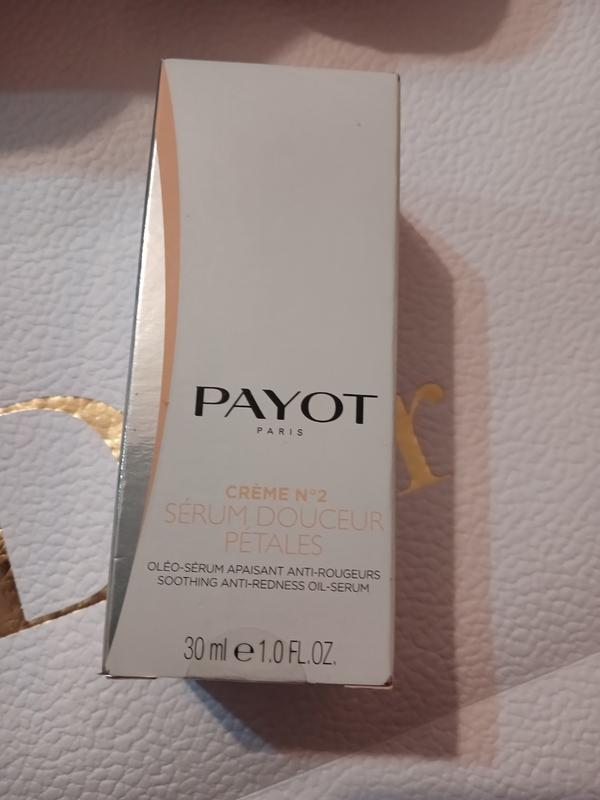 PAYOT
PARIS
CRÈME N°2
SÉRUM DOUCEUR
PÉTALES
OLÉO-SÉRUM APAISANT ANTI-ROUGEURS
SOOTHING ANTI-REDNESS OIL-SERUM
30 ml e 1.0 FL.OZ.